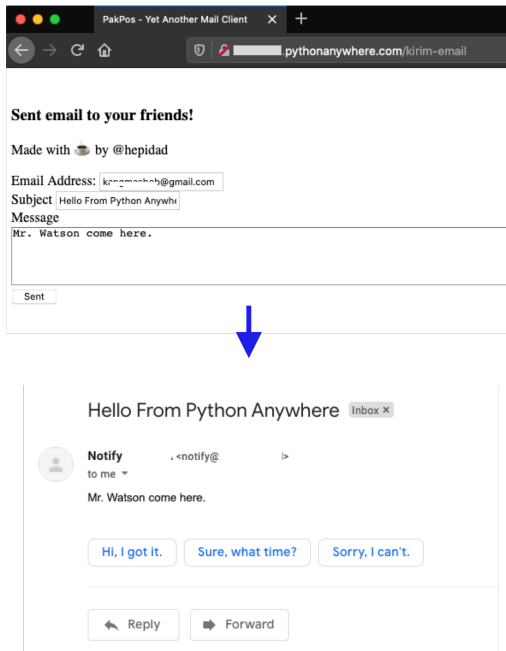 PakPos - Yet Another Mail Client
.pythonanywhere.com/kirim-email
Sent email to your friends!
Made with ☕ by @hepidad
Email Address: @gmail.com
Subject Hello From Python Anywhe
Message
Mr. Watson come here.
Sent
Hello From Python Anywhere Inbox ×
Notify <notify@ >
to me
Mr. Watson come here.
Hi, I got it. Sure, what time? Sorry, I can't.
Reply Forward